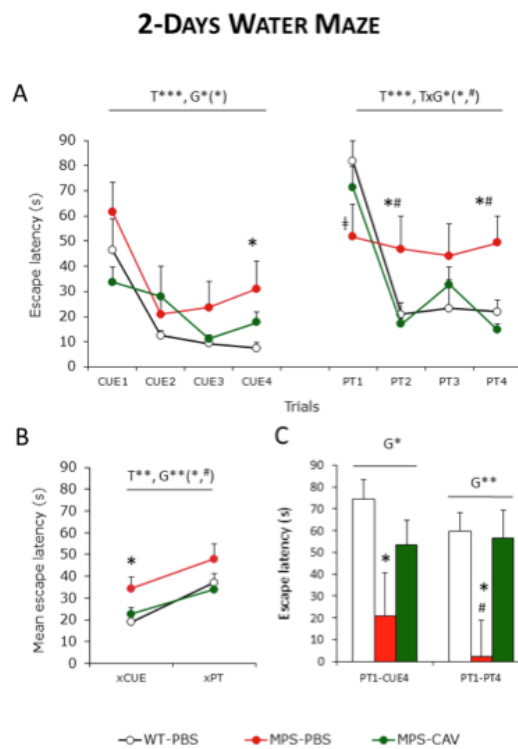 2-DAYS WATER MAZE
A
T***, G*(*)
T***, TxG*(*,#)
Escape latency (s)
90
80
70
60
50
40
30
20
10
0
*
ǂ
*#
*#
CUE1 CUE2 CUE3 CUE4 PT1 PT2 PT3 PT4
Trials
B
T**, G**(*,#)
Mean escape latency (s)
90
80
70
60
50
40
30
20
10
0
*
xCUE xPT
C
G*
G**
Escape latency (s)
90
80
70
60
50
40
30
20
10
0
*
*
#
PT1-CUE4 PT1-PT4
WT-PBS MPS-PBS MPS-CAV